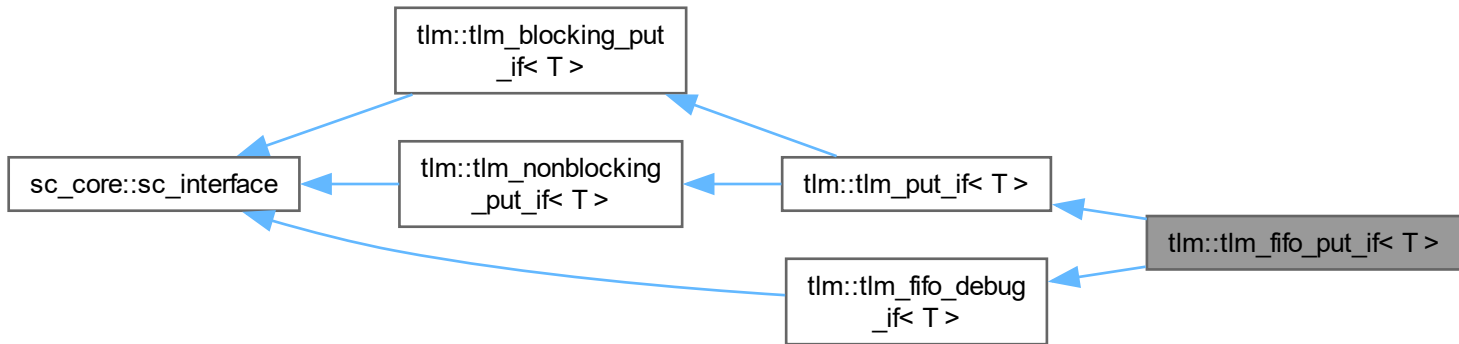 tlm::tlm_blocking_put
_if< T >
sc_core::sc_interface
tlm::tlm_nonblocking
_put_if< T >
tlm::tlm_put_if< T >
tlm::tlm_fifo_put_if< T >
tlm::tlm_fifo_debug
_if< T >